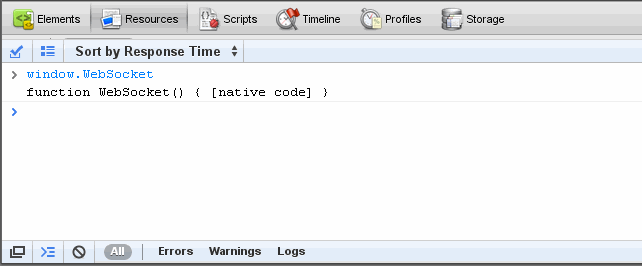 Elements Resources Scripts Timeline Profiles Storage
Sort by Response Time
> window.WebSocket
function WebSocket() { [native code] }
>
All Errors Warnings Logs